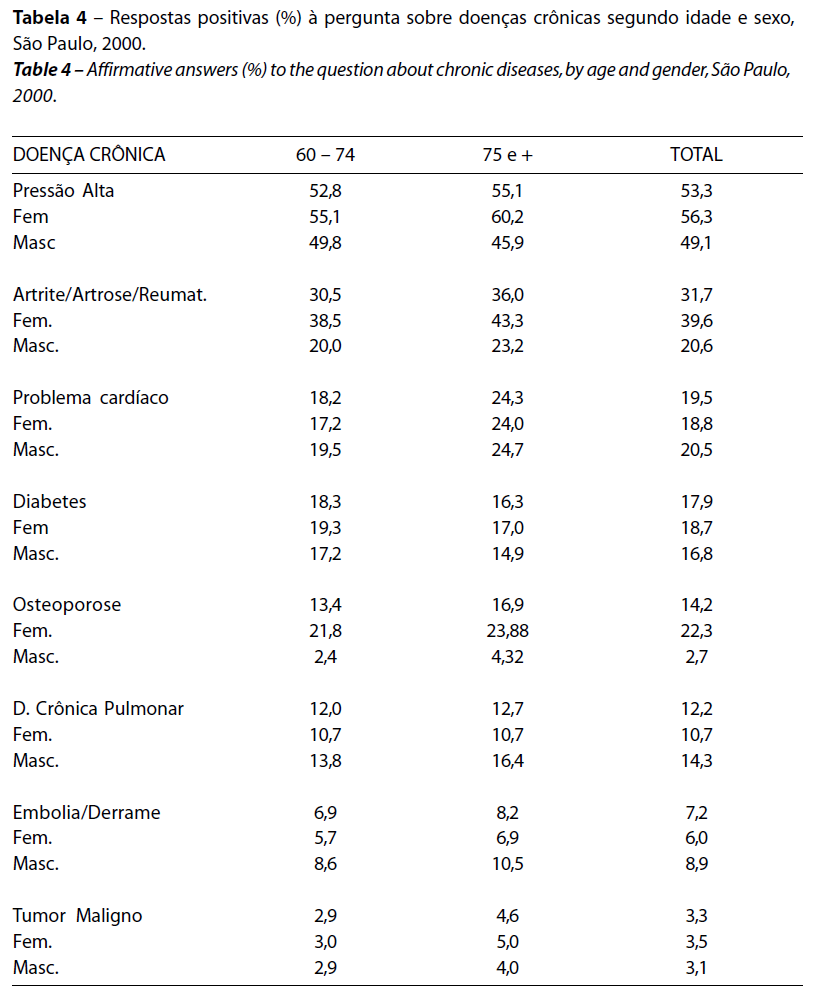 Tabela 4 – Respostas positivas (%) à pergunta sobre doenças crônicas segundo idade e sexo,
São Paulo, 2000.
Table 4 – Affirmative answers (%) to the question about chronic diseases, by age and gender, São Paulo,
2000.
DOENÇA CRÔNICA 60 – 74 75 e + TOTAL
Pressão Alta 52,8 55,1 53,3
Fem 55,1 60,2 56,3
Masc 49,8 45,9 49,1
Artrite/Artrose/Reumat. 30,5 36,0 31,7
Fem. 38,5 43,3 39,6
Masc. 20,0 23,2 20,6
Problema cardíaco 18,2 24,3 19,5
Fem. 17,2 24,0 18,8
Masc. 19,5 24,7 20,5
Diabetes 18,3 16,3 17,9
Fem 19,3 17,0 18,7
Masc. 17,2 14,9 16,8
Osteoporose 13,4 16,9 14,2
Fem. 21,8 23,88 22,3
Masc. 2,4 4,32 2,7
D. Crônica Pulmonar 12,0 12,7 12,2
Fem. 10,7 10,7 10,7
Masc. 13,8 16,4 14,3
Embolia/Derrame 6,9 8,2 7,2
Fem. 5,7 6,9 6,0
Masc. 8,6 10,5 8,9
Tumor Maligno 2,9 4,6 3,3
Fem. 3,0 5,0 3,5
Masc. 2,9 4,0 3,1